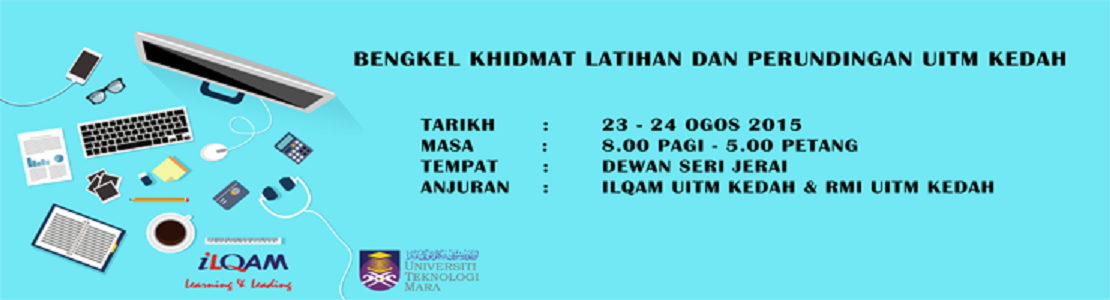 BENGKEL KHIDMAT LATIHAN DAN PERUNDINGAN UITM KEDAH
TARIKH : 23 - 24 OGOS 2015
MASA : 8.00 PAGI - 5.00 PETANG
TEMPAT : DEWAN SERI JERAI
ANJURAN : ILQAM UITM KEDAH & RMI UITM KEDAH
iLQAM
Learning & Leading
UNIVERSITI
TEKNOLOGI
MARA